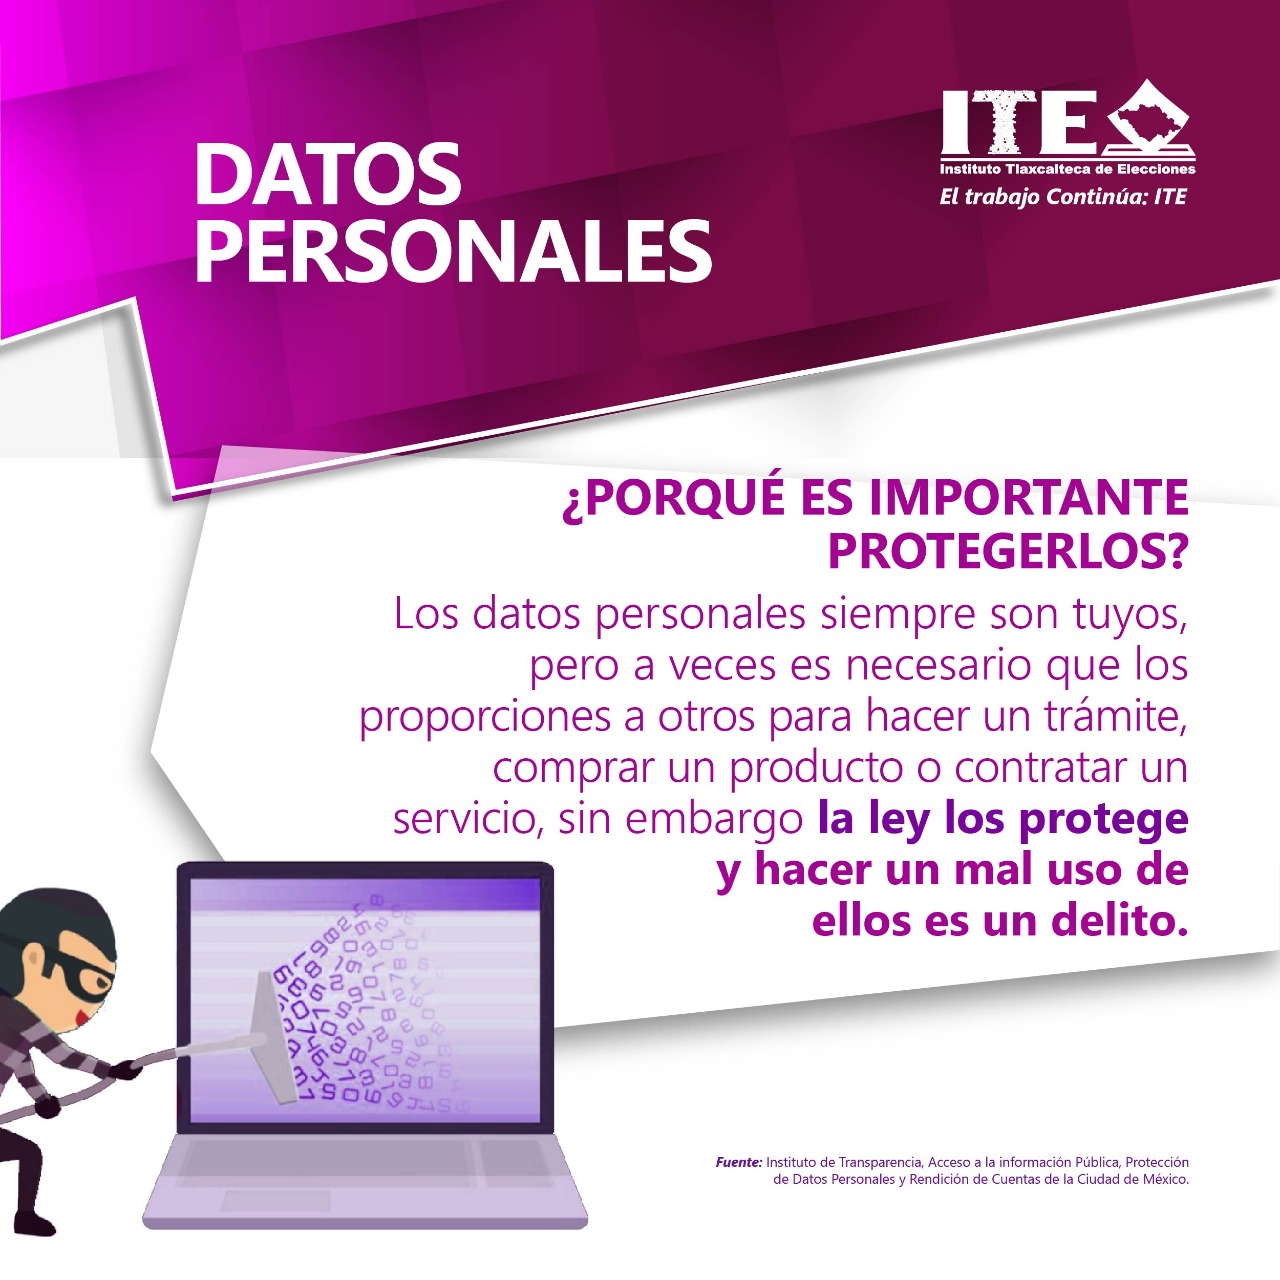 DATOS
PERSONALES
ITE
Instituto Tlaxcalteca de Elecciones
El trabajo Continúa: ITE
¿PORQUÉ ES IMPORTANTE
PROTEGERLOS?
Los datos personales siempre son tuyos,
pero a veces es necesario que los
proporciones a otros para hacer un trámite,
comprar un producto o contratar un
servicio, sin embargo la ley los protege
y hacer un mal uso de
ellos es un delito.
Fuente: Instituto de Transparencia, Acceso a la información Pública, Protección
de Datos Personales y Rendición de Cuentas de la Ciudad de México.